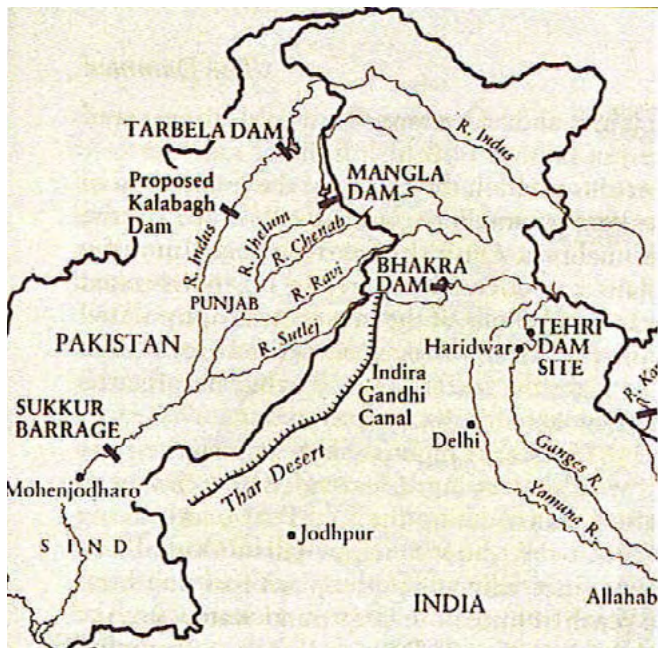 R. Indus
TARBELA DAM
MANGLA
DAM
Proposed
Kalabagh
Dam
Indus
R. Jhelum
R. Chenab
BHAKRA
DAM
PUNJAB
R. Ravi
R. Sutlej
PAKISTAN
TEHRI
DAM
SITE
Haridwar
Indira
Gandhi
Canal
SUKKUR
BARRAGE
Delhi
Ganges R.
Thar Desert
Mohenjodharo
Yamuna R.
SIND
Jodhpur
INDIA
Allahab